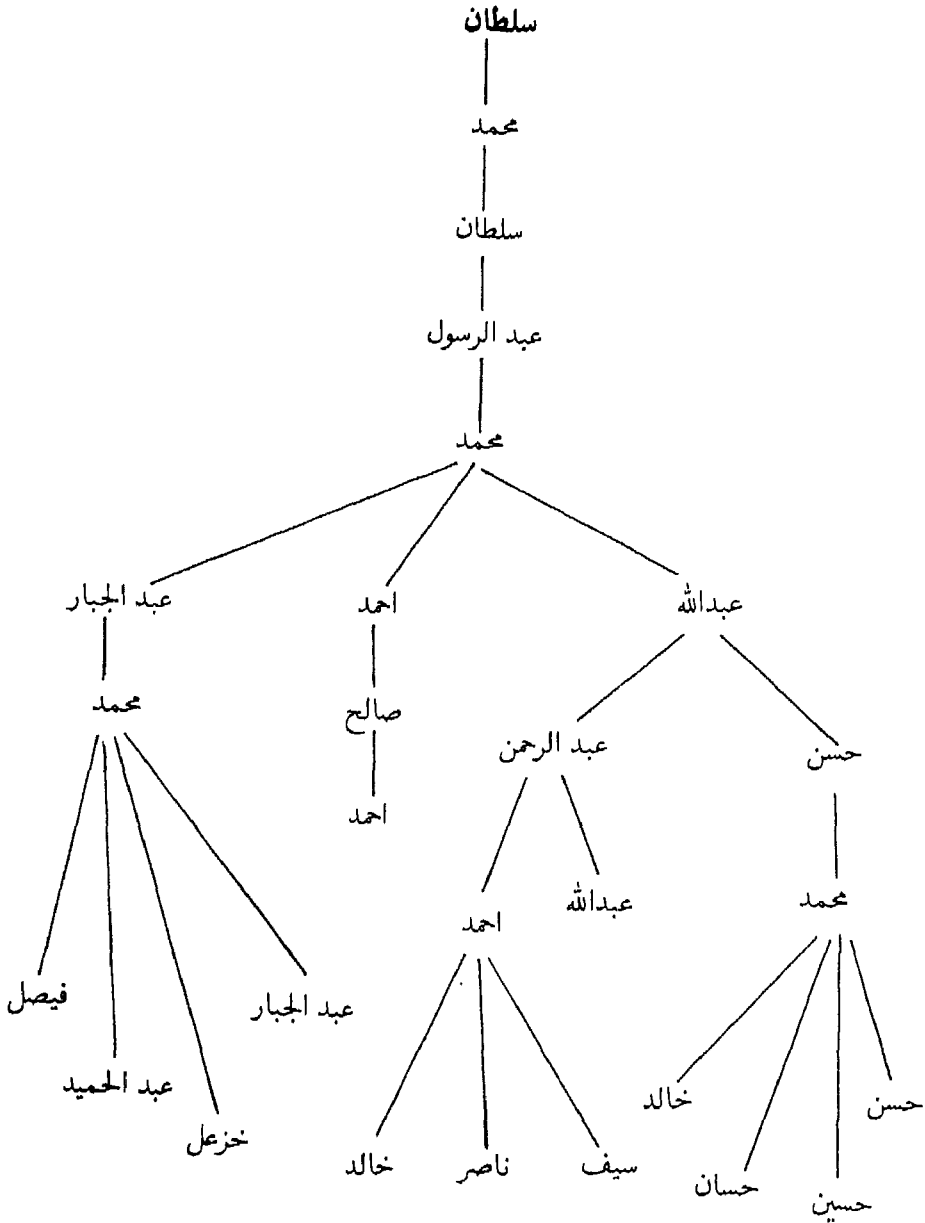 سلطان
محمد
سلطان
عبد الرسول
محمد
عبدالله
احمد
عبد الجبار
محمد
صالح
عبد الرحمن
حسن
احمد
عبدالله
محمد
احمد
عبد الجبار
فيصل
عبد الحميد
خزعل
حسن
خالد
سيف
ناصر
خالد
حسان
حسين